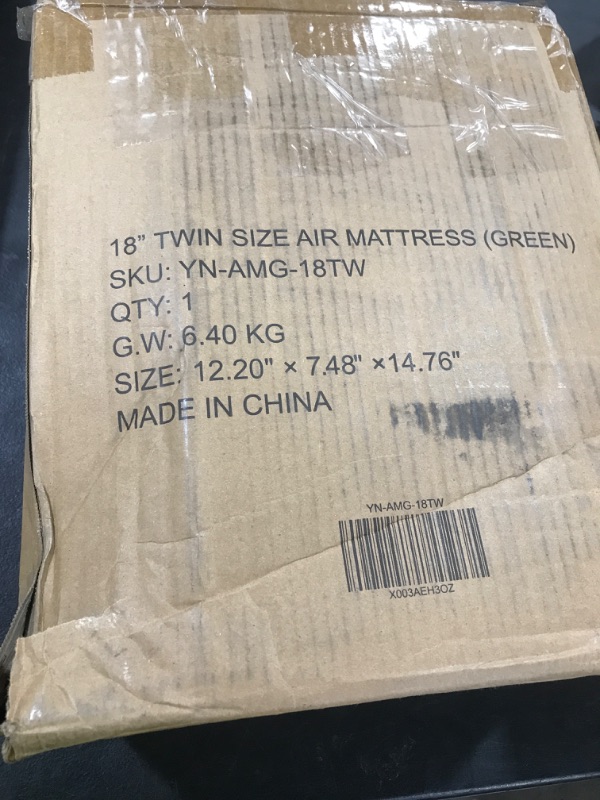 18" TWIN SIZE AIR MATTRESS (GREEN)
SKU: YN-AMG-18TW
QTY: 1
G.W: 6.40 KG
SIZE: 12.20" × 7.48" ×14.76"
MADE IN CHINA
YN-AMG-18TW
X003AEH3OZ